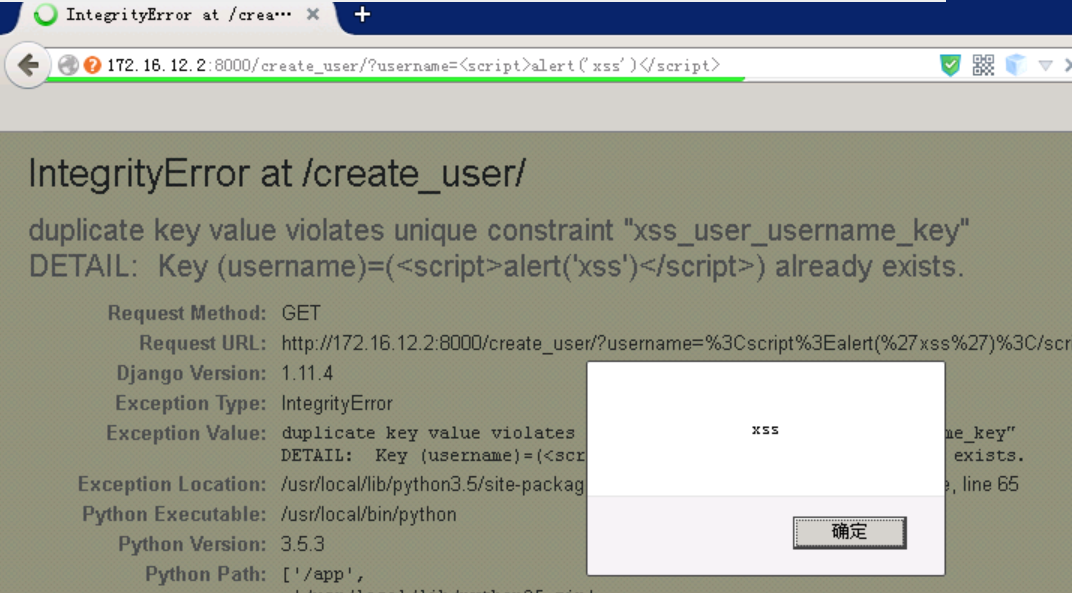 IntegrityError at /crea…
172.16.12.2:8000/create_user/?username=<script>alert('xss')</script>
IntegrityError at /create_user/
duplicate key value violates unique constraint "xss_user_username_key"
DETAIL: Key (username)=(<script>alert('xss')</script>) already exists.
Request Method: GET
Request URL: http://172.16.12.2:8000/create_user/?username=%3Cscript%3Ealert(%27xss%27)%3C/scr
Django Version: 1.11.4
Exception Type: IntegrityError
Exception Value: duplicate key value violates me_key"
DETAIL: Key (username)=(<scr exists.
Exception Location: /usr/local/lib/python3.5/site-packag , line 65
Python Executable: /usr/local/bin/python
Python Version: 3.5.3
Python Path: ['/app',
xss
确定